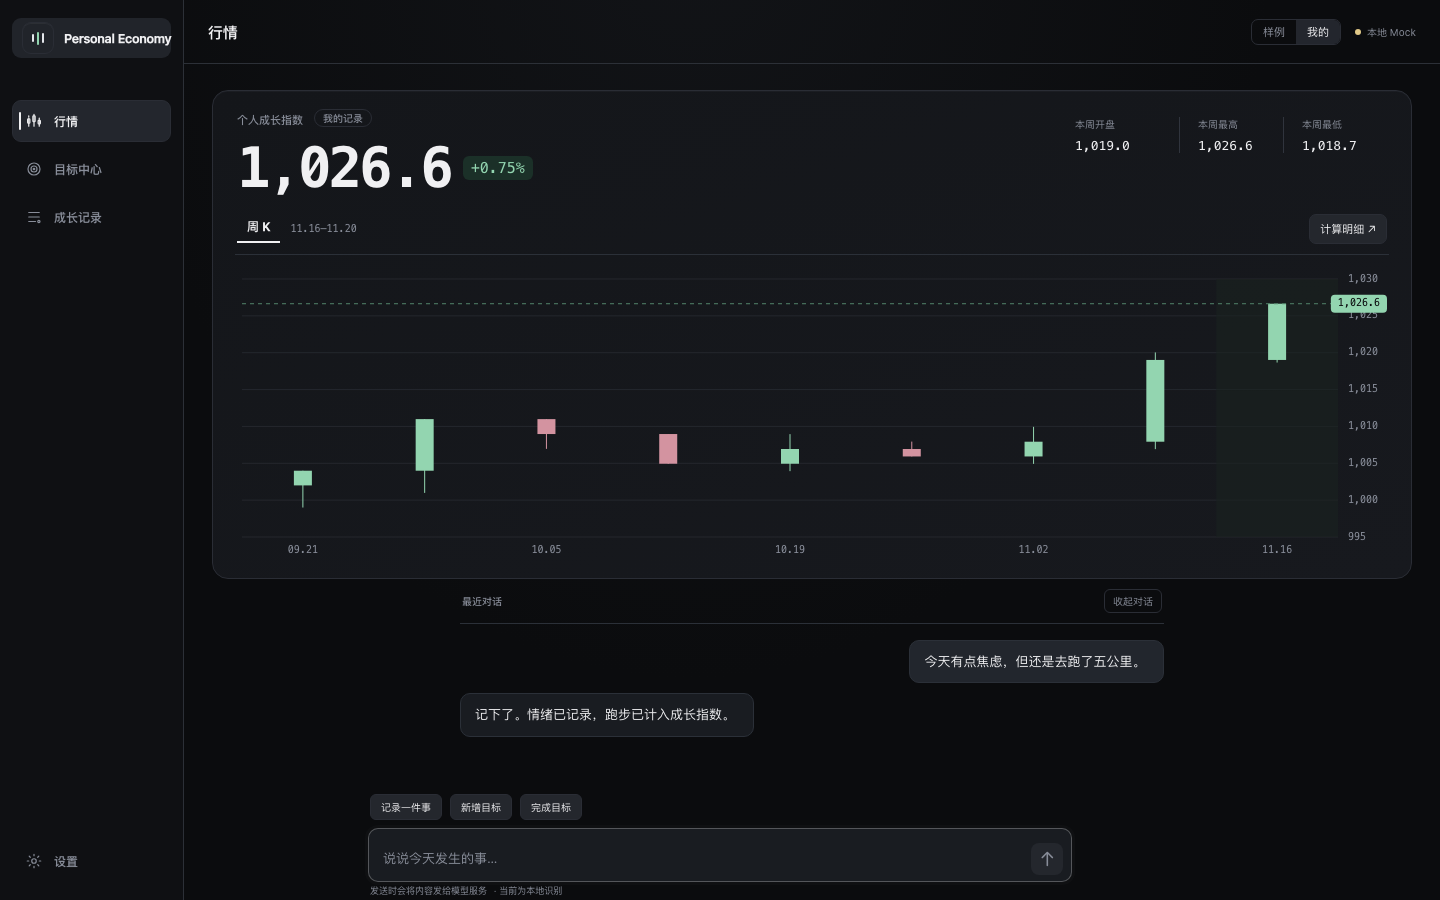 Personal Economy
行情
目标中心
成长记录
设置
行情
样例
我的
本地 Mock
个人成长指数
我的记录
1,026.6
+0.75%
本周开盘
1,019.0
本周最高
1,026.6
本周最低
1,018.7
周 K
11.16—11.20
计算明细 ↗
1,030
1,026.6
1,025
1,020
1,015
1,010
1,005
1,000
995
09.21
10.05
10.19
11.02
11.16
最近对话
收起对话
今天有点焦虑，但还是去跑了五公里。
记下了。情绪已记录，跑步已计入成长指数。
记录一件事
新增目标
完成目标
说说今天发生的事...
发送时会将内容发给模型服务 · 当前为本地识别